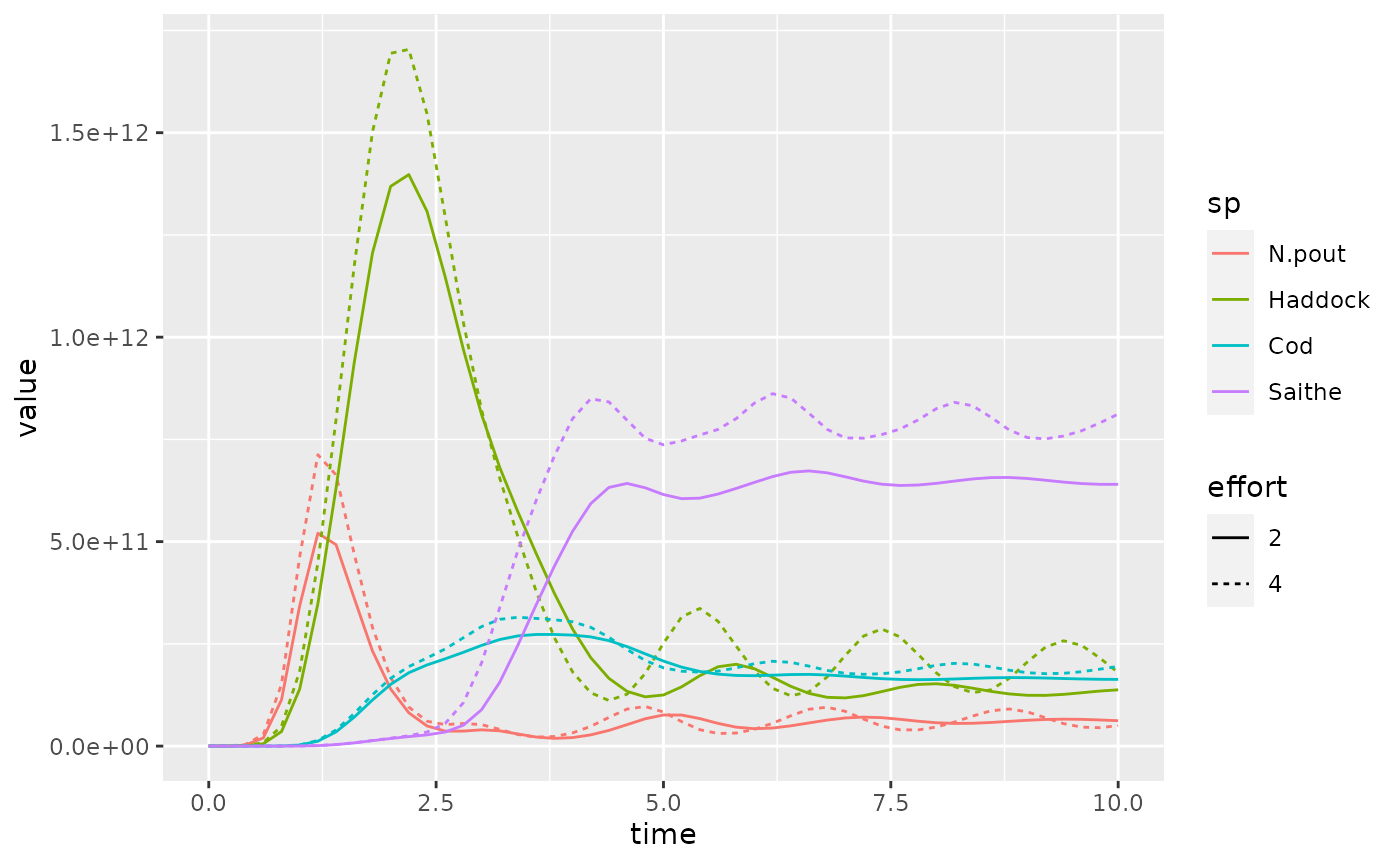 value
1.5e+12
1.0e+12
5.0e+11
0.0e+00
0.0 2.5 5.0 7.5 10.0
time
sp
N.pout
Haddock
Cod
Saithe
effort
2
4